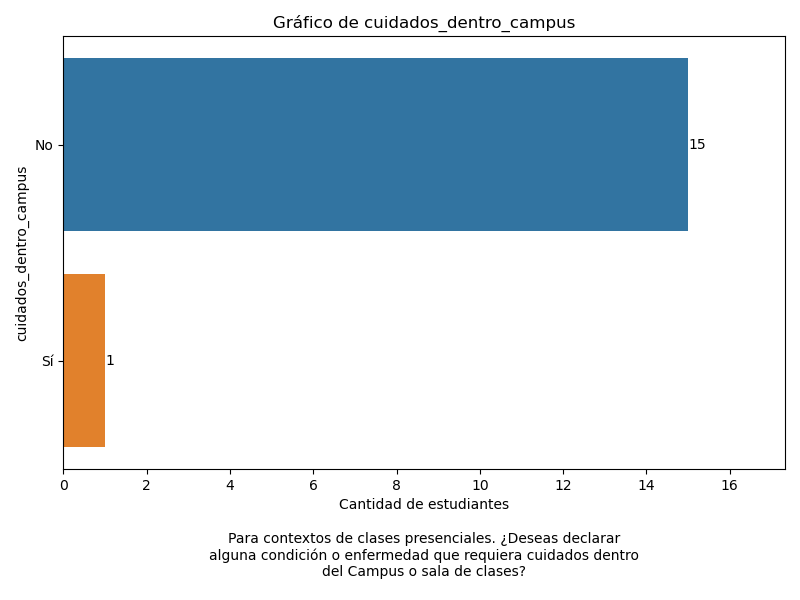 Gráfico de cuidados_dentro_campus
cuidados_dentro_campus
No
15
Sí
1
0 2 4 6 8 10 12 14 16
Cantidad de estudiantes
Para contextos de clases presenciales. ¿Deseas declarar
alguna condición o enfermedad que requiera cuidados dentro
del Campus o sala de clases?